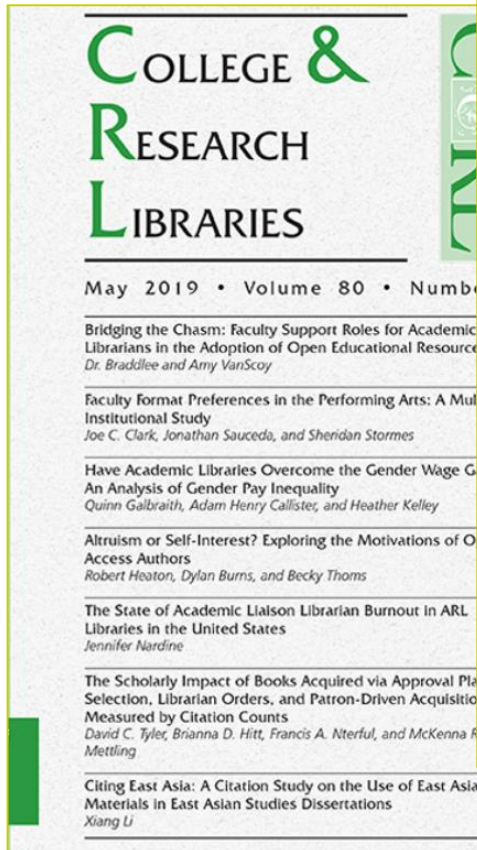 COLLEGE &
RESEARCH
LIBRARIES
C&RL
May 2019 • Volume 80 •
Bridging the Chasm: Faculty Support Roles for Academic
Librarians in the Adoption of Open Educational
Dr. Braddlee and Amy VanScoy
Faculty Format Preferences in the Performing Arts: A
Institutional Study
Joe C. Clark, Jonathan Sauceda, and Sheridan Stormes
Have Academic Libraries Overcome the Gender Wage
An Analysis of Gender Pay Inequality
Quinn Galbraith, Adam Henry Callister, and Heather Kelley
Altruism or Self-Interest? Exploring the Motivations of
Access Authors
Robert Heaton, Dylan Burns, and Becky Thoms
The State of Academic Liaison Librarian Burnout in ARL
Libraries in the United States
Jennifer Nardine
The Scholarly Impact of Books Acquired via Approval
Selection, Librarian Orders, and Patron-Driven
Measured by Citation Counts
David C. Tyler, Brianna D. Hitt, Francis A. Nterful, and McKenna
Mettling
Citing East Asia: A Citation Study on the Use of East
Materials in East Asian Studies Dissertations
Xiang Li